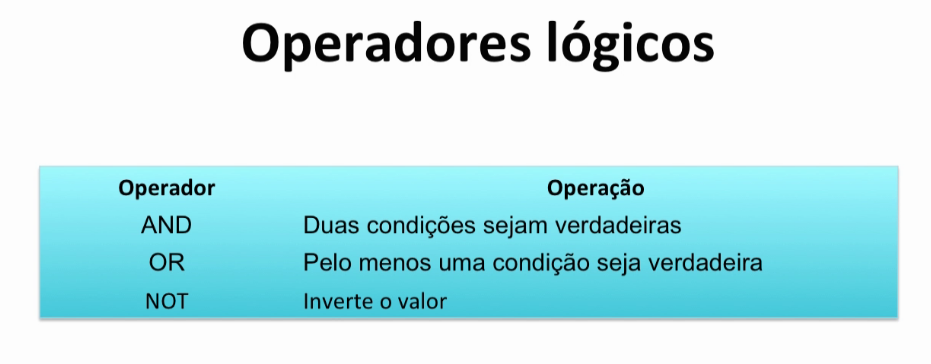 Operadores lógicos
Operador Operação
AND Duas condições sejam verdadeiras
OR Pelo menos uma condição seja verdadeira
NOT Inverte o valor